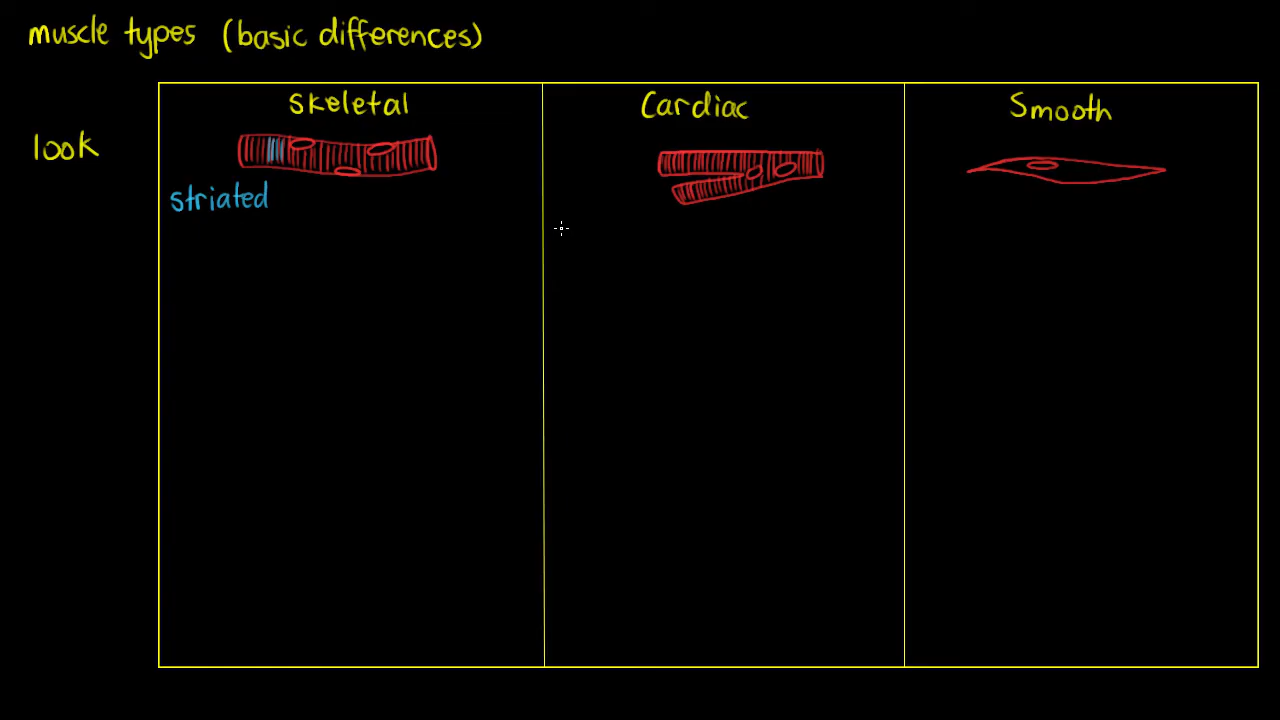 muscle types (basic differences)
skeletal
Cardiac
Smooth
look
striated